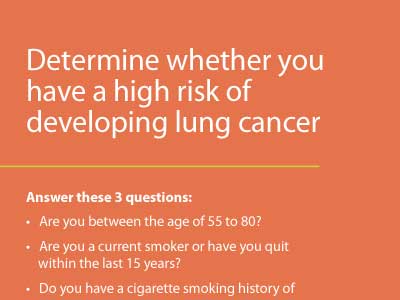 Determine whether you
have a high risk of
developing lung cancer
Answer these 3 questions:
• Are you between the age of 55 to 80?
• Are you a current smoker or have you quit
within the last 15 years?
• Do you have a cigarette smoking history of